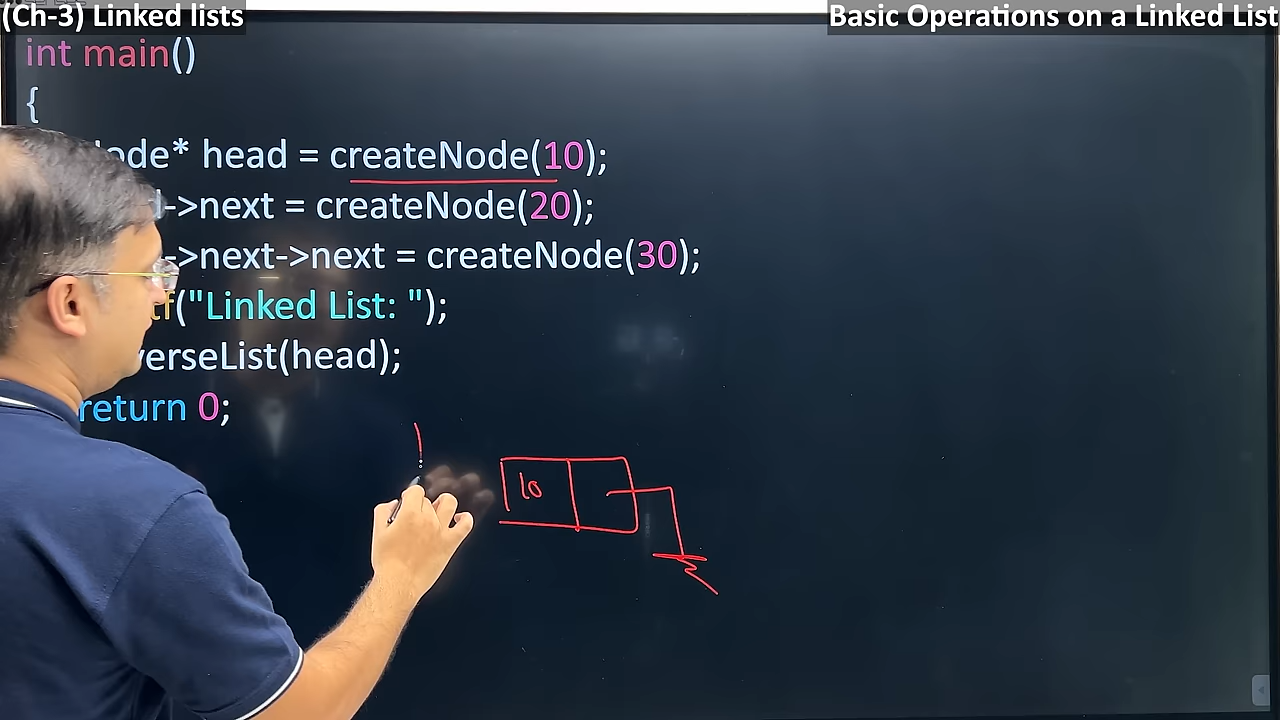 (Ch-3) Linked lists
Basic Operations on a Linked List
int main()
{
ode* head = createNode(10);
->next = createNode(20);
->next->next = createNode(30);
tf("Linked List: ");
verseList(head);
return 0;
10